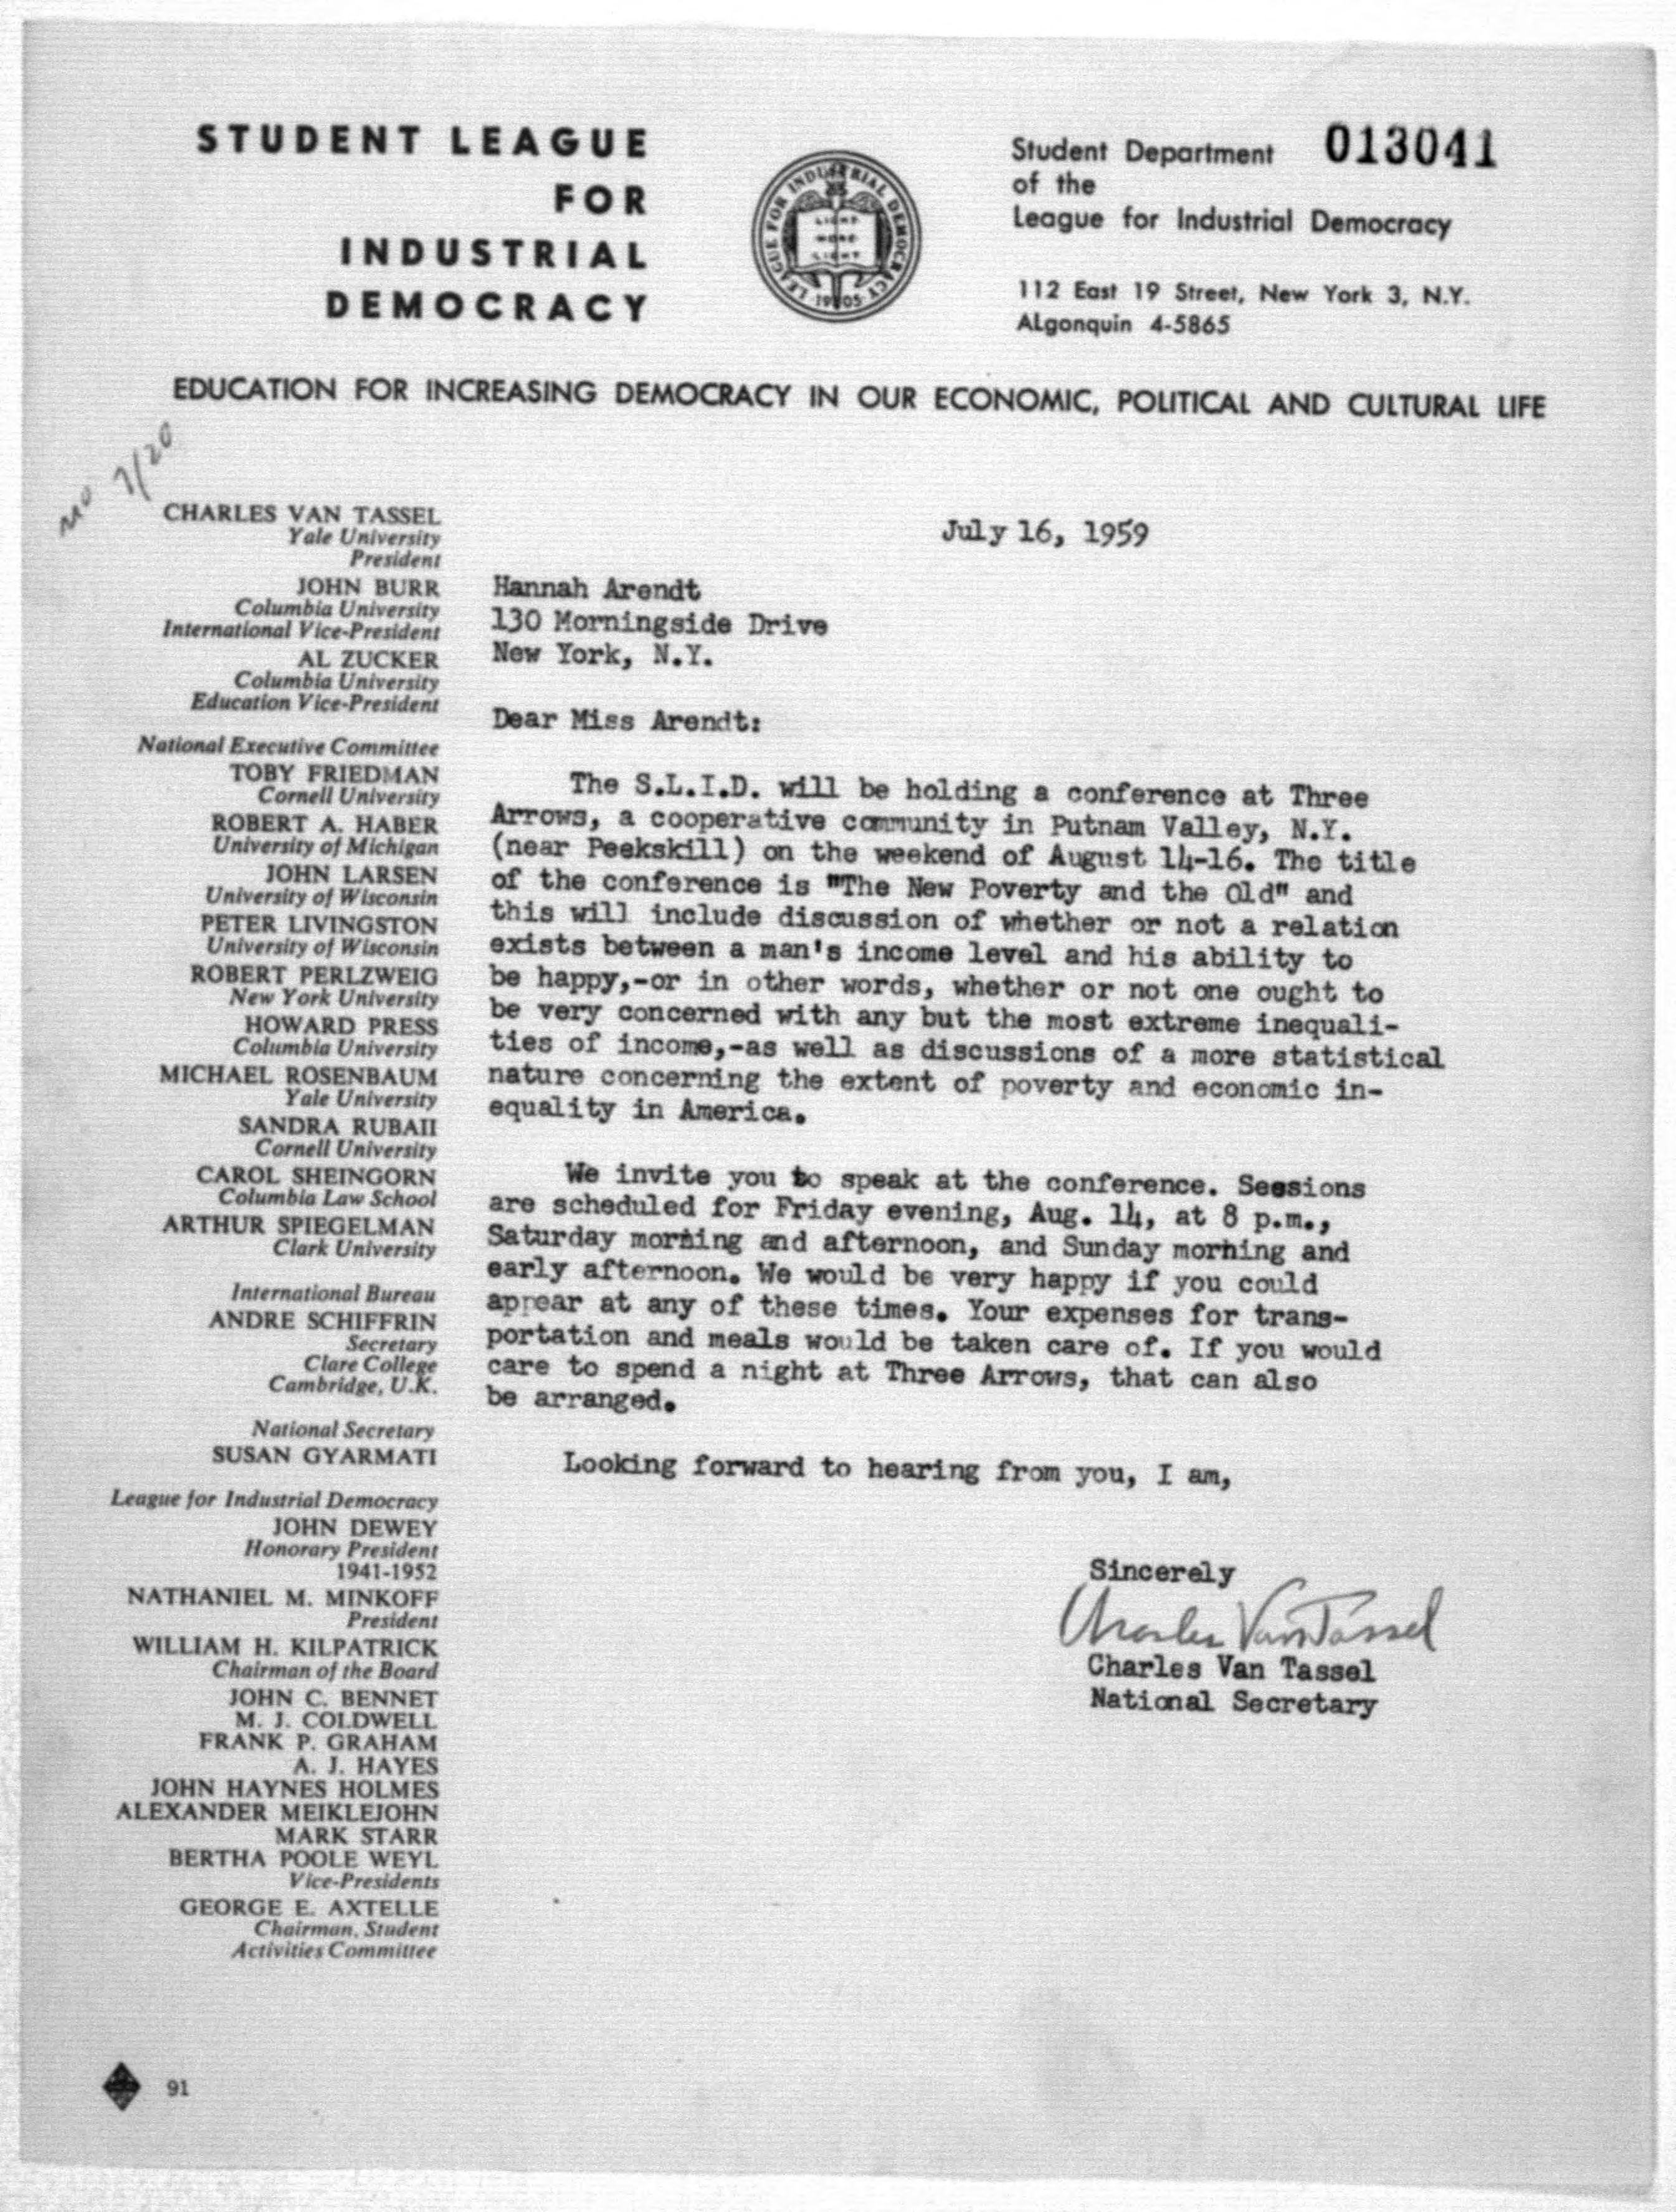 STUDENT LEAGUE
FOR
INDUSTRIAL
DEMOCRACY
LEAGUE FOR INDUSTRIAL DEMOCRACY
LIGHT
MORE
LIGHT
1905
Student Department
of the
League for Industrial Democracy
013041
112 East 19 Street, New York 3, N.Y.
ALgonquin 4-5865
EDUCATION FOR INCREASING DEMOCRACY IN OUR ECONOMIC, POLITICAL AND CULTURAL LIFE
no 7/20
CHARLES VAN TASSEL
Yale University
President
JOHN BURR
Columbia University
International Vice-President
AL ZUCKER
Columbia University
Education Vice-President
National Executive Committee
TOBY FRIEDMAN
Cornell University
ROBERT A. HABER
University of Michigan
JOHN LARSEN
University of Wisconsin
PETER LIVINGSTON
University of Wisconsin
ROBERT PERLZWEIG
New York University
HOWARD PRESS
Columbia University
MICHAEL ROSENBAUM
Yale University
SANDRA RUBAII
Cornell University
CAROL SHEINGORN
Columbia Law School
ARTHUR SPIEGELMAN
Clark University
International Bureau
ANDRE SCHIFFRIN
Secretary
Clare College
Cambridge, U.K.
National Secretary
SUSAN GYARMATI
League for Industrial Democracy
JOHN DEWEY
Honorary President
1941-1952
NATHANIEL M. MINKOFF
President
WILLIAM H. KILPATRICK
Chairman of the Board
JOHN C. BENNET
M. J. COLDWELL
FRANK P. GRAHAM
A. J. HAYES
JOHN HAYNES HOLMES
ALEXANDER MEIKLEJOHN
MARK STARR
BERTHA POOLE WEYL
Vice-Presidents
GEORGE E. AXTELLE
Chairman, Student
Activities Committee
July 16, 1959
Hannah Arendt
130 Morningside Drive
New York, N.Y.
Dear Miss Arendt:
The S.L.I.D. will be holding a conference at Three
Arrows, a cooperative community in Putnam Valley, N.Y.
(near Peekskill) on the weekend of August 14-16. The title
of the conference is "The New Poverty and the Old" and
this will include discussion of whether or not a relation
exists between a man's income level and his ability to
be happy,-or in other words, whether or not one ought to
be very concerned with any but the most extreme inequali-
ties of income,-as well as discussions of a more statistical
nature concerning the extent of poverty and economic in-
equality in America.
We invite you to speak at the conference. Sessions
are scheduled for Friday evening, Aug. 14, at 8 p.m.,
Saturday morning and afternoon, and Sunday morning and
early afternoon. We would be very happy if you could
appear at any of these times. Your expenses for trans-
portation and meals would be taken care of. If you would
care to spend a night at Three Arrows, that can also
be arranged.
Looking forward to hearing from you, I am,
Sincerely
Charles Van Tassel
Charles Van Tassel
National Secretary
91